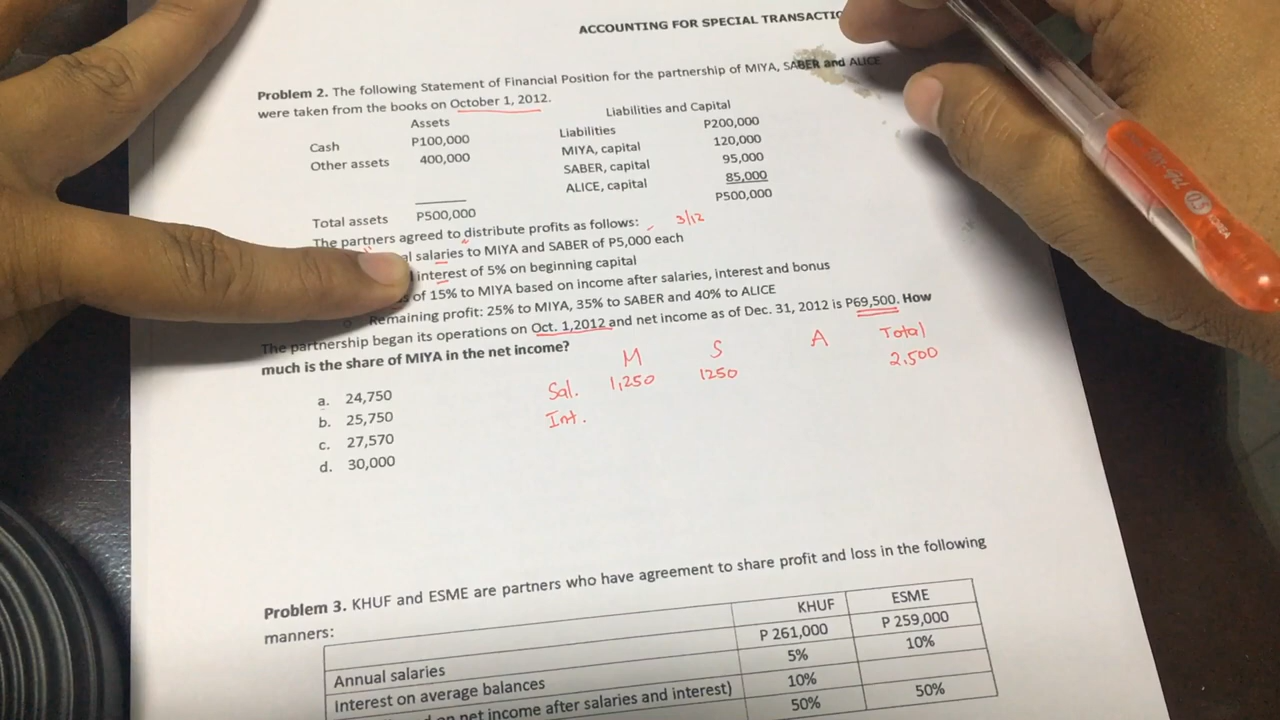 ACCOUNTING FOR SPECIAL
Problem 2. The following Statement of Financial Position for the partnership of MIYA, SABER and ALICE
were taken from the books on October 1, 2012.
Assets Liabilities and Capital
Cash P100,000 Liabilities P200,000
Other assets 400,000 MIYA, capital 120,000
SABER, capital 95,000
ALICE, capital 85,000
Total assets P500,000 P500,000
The partners agreed to distribute profits as follows: 3/12
salaries to MIYA and SABER of P5,000 each
interest of 5% on beginning capital
of 15% to MIYA based on income after salaries, interest and bonus
Remaining profit: 25% to MIYA, 35% to SABER and 40% to ALICE
The partnership began its operations on Oct. 1,2012 and net income as of Dec. 31, 2012 is P69,500. How
much is the share of MIYA in the net income?
M S A Total
Sal. 1,250 1250 2,500
Int.
a. 24,750
b. 25,750
c. 27,570
d. 30,000
Problem 3. KHUF and ESME are partners who have agreement to share profit and loss in the following
manners:
KHUF ESME
Annual salaries P 261,000 P 259,000
Interest on average balances 5% 10%
on net income after salaries and interest) 10%
50% 50%
KOREA
0.5